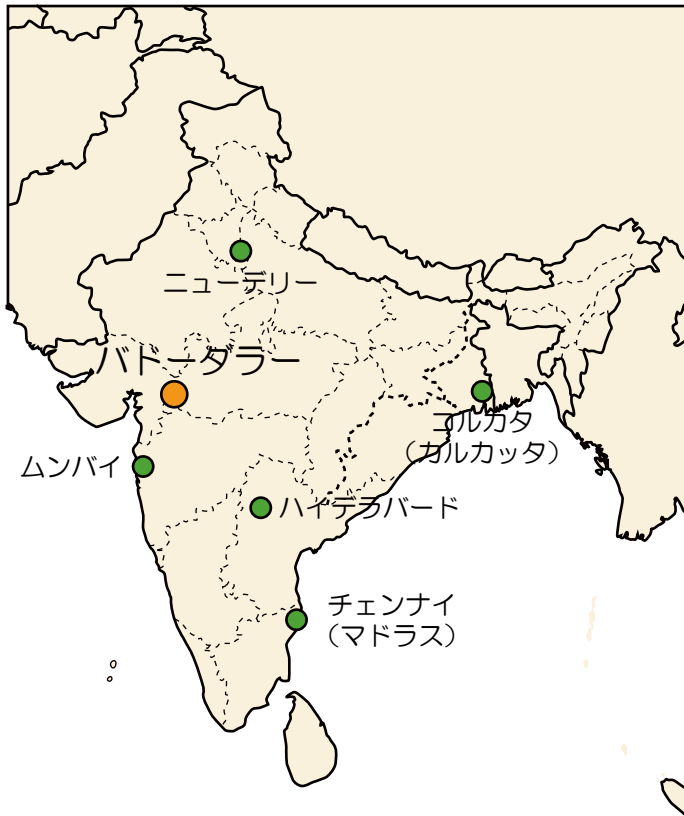 ニューデリー
バドーダラー
コルカタ
（カルカッタ）
ムンバイ
ハイデラバード
チェンナイ
（マドラス）